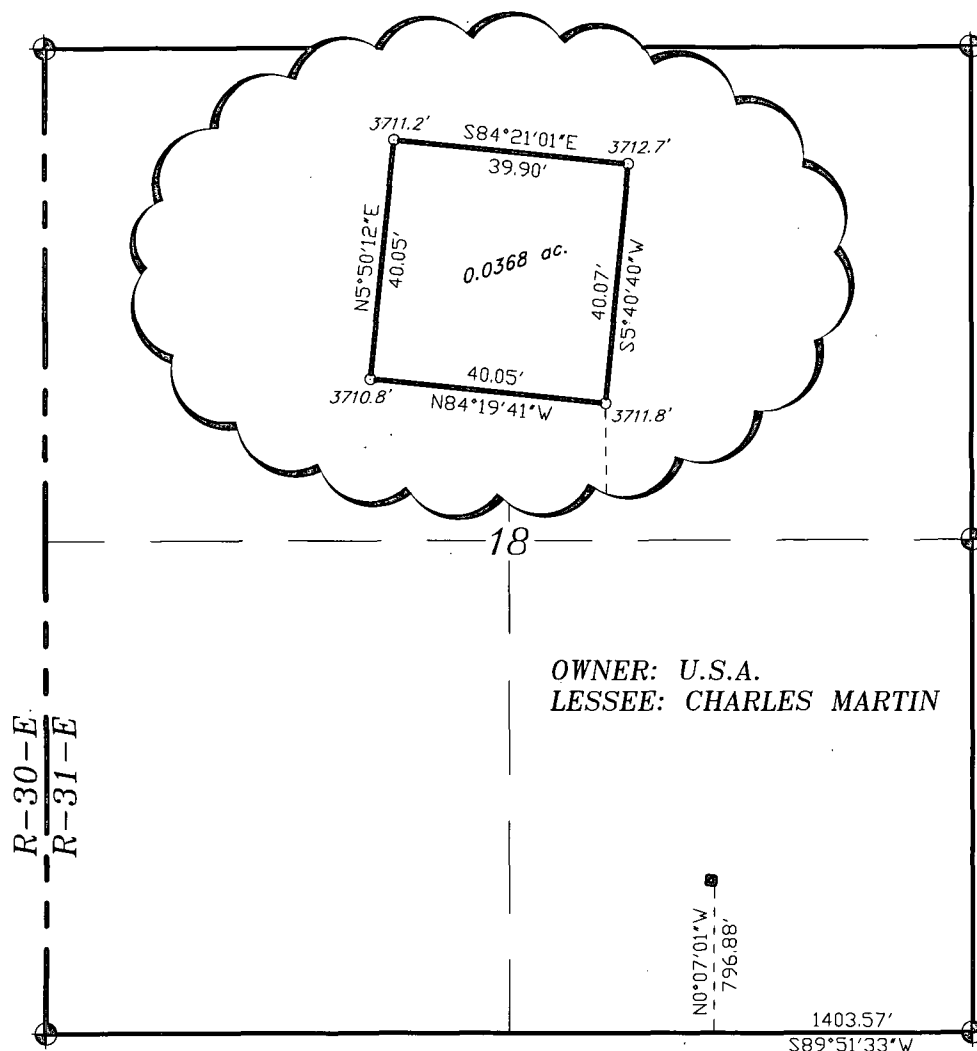 3711.2'
S84°21'01"E
3712.7'
39.90'
N5°50'12"E
40.05'
0.0368 ac.
40.07'
S5°40'40"W
40.05'
3710.8'
N84°19'41"W
3711.8'
18
OWNER: U.S.A.
LESSEE: CHARLES MARTIN
R-30-E
R-31-E
N0°07'01"W
796.88'
1403.57'
S89°51'33"W